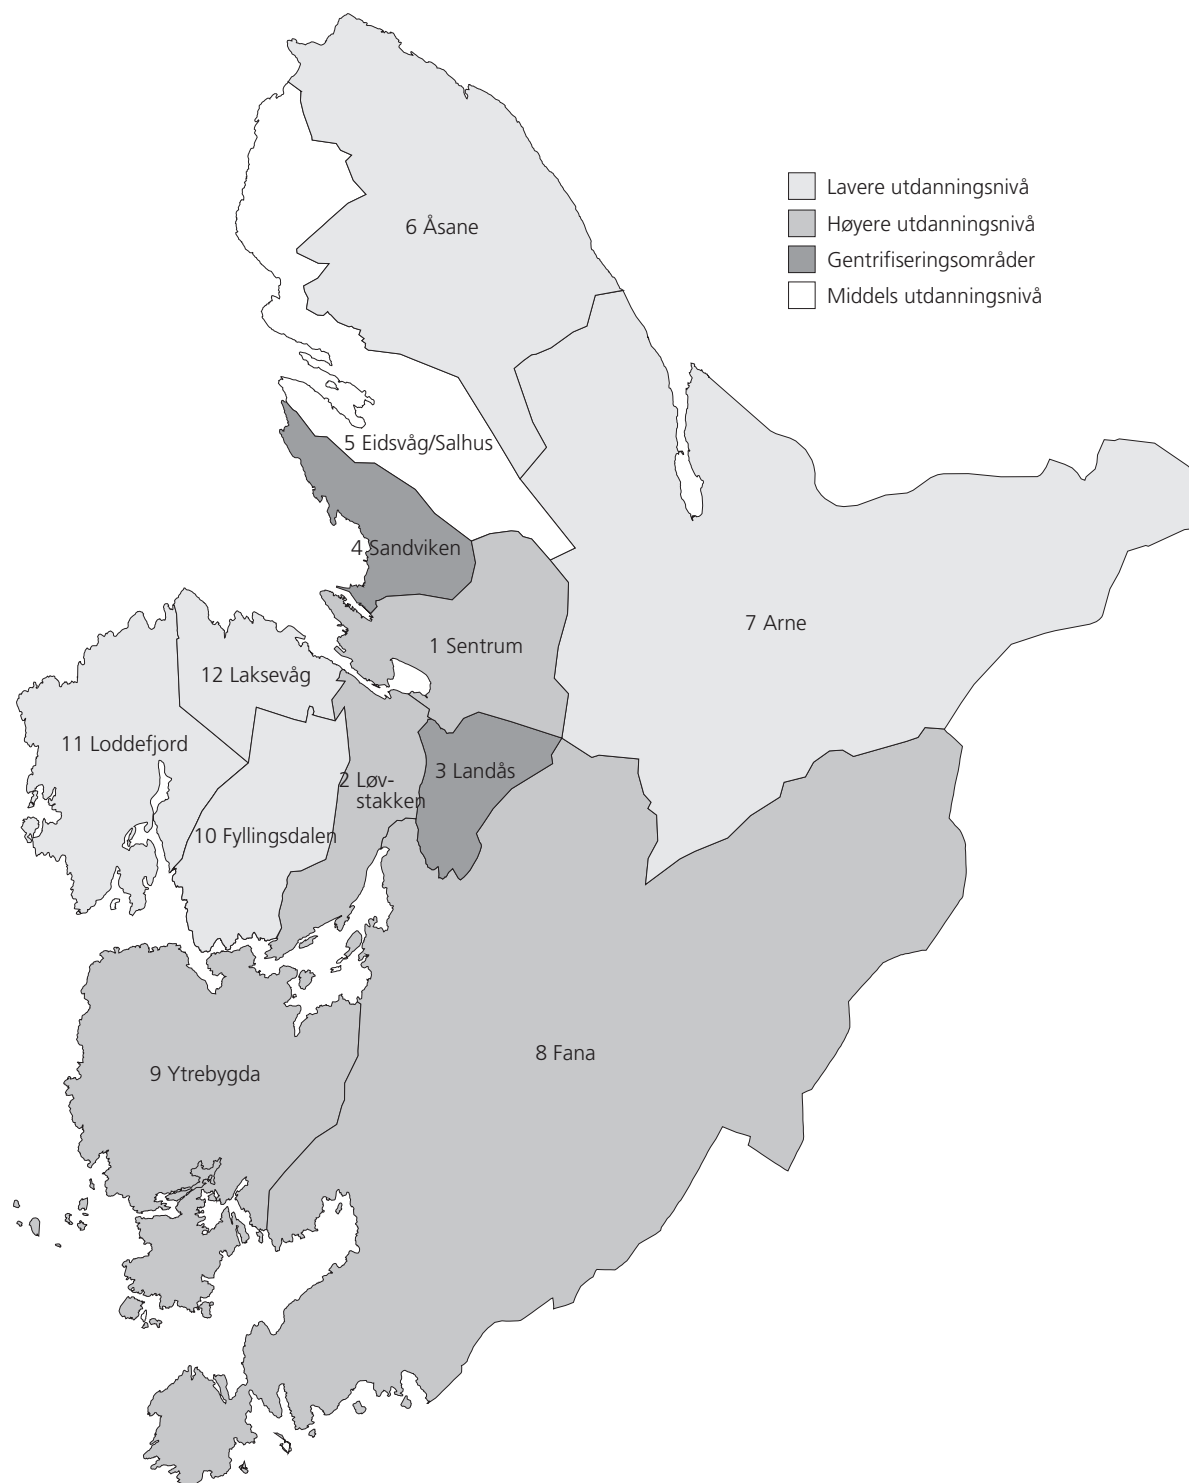 Lavere utdanningsnivå
Høyere utdanningsnivå
Gentrifiseringsområder
Middels utdanningsnivå
6 Åsane
5 Eidsvåg/Salhus
4 Sandviken
7 Arne
1 Sentrum
12 Laksevåg
11 Loddefjord
3 Landås
2 Løv-
stakken
10 Fyllingsdalen
8 Fana
9 Ytrebygda